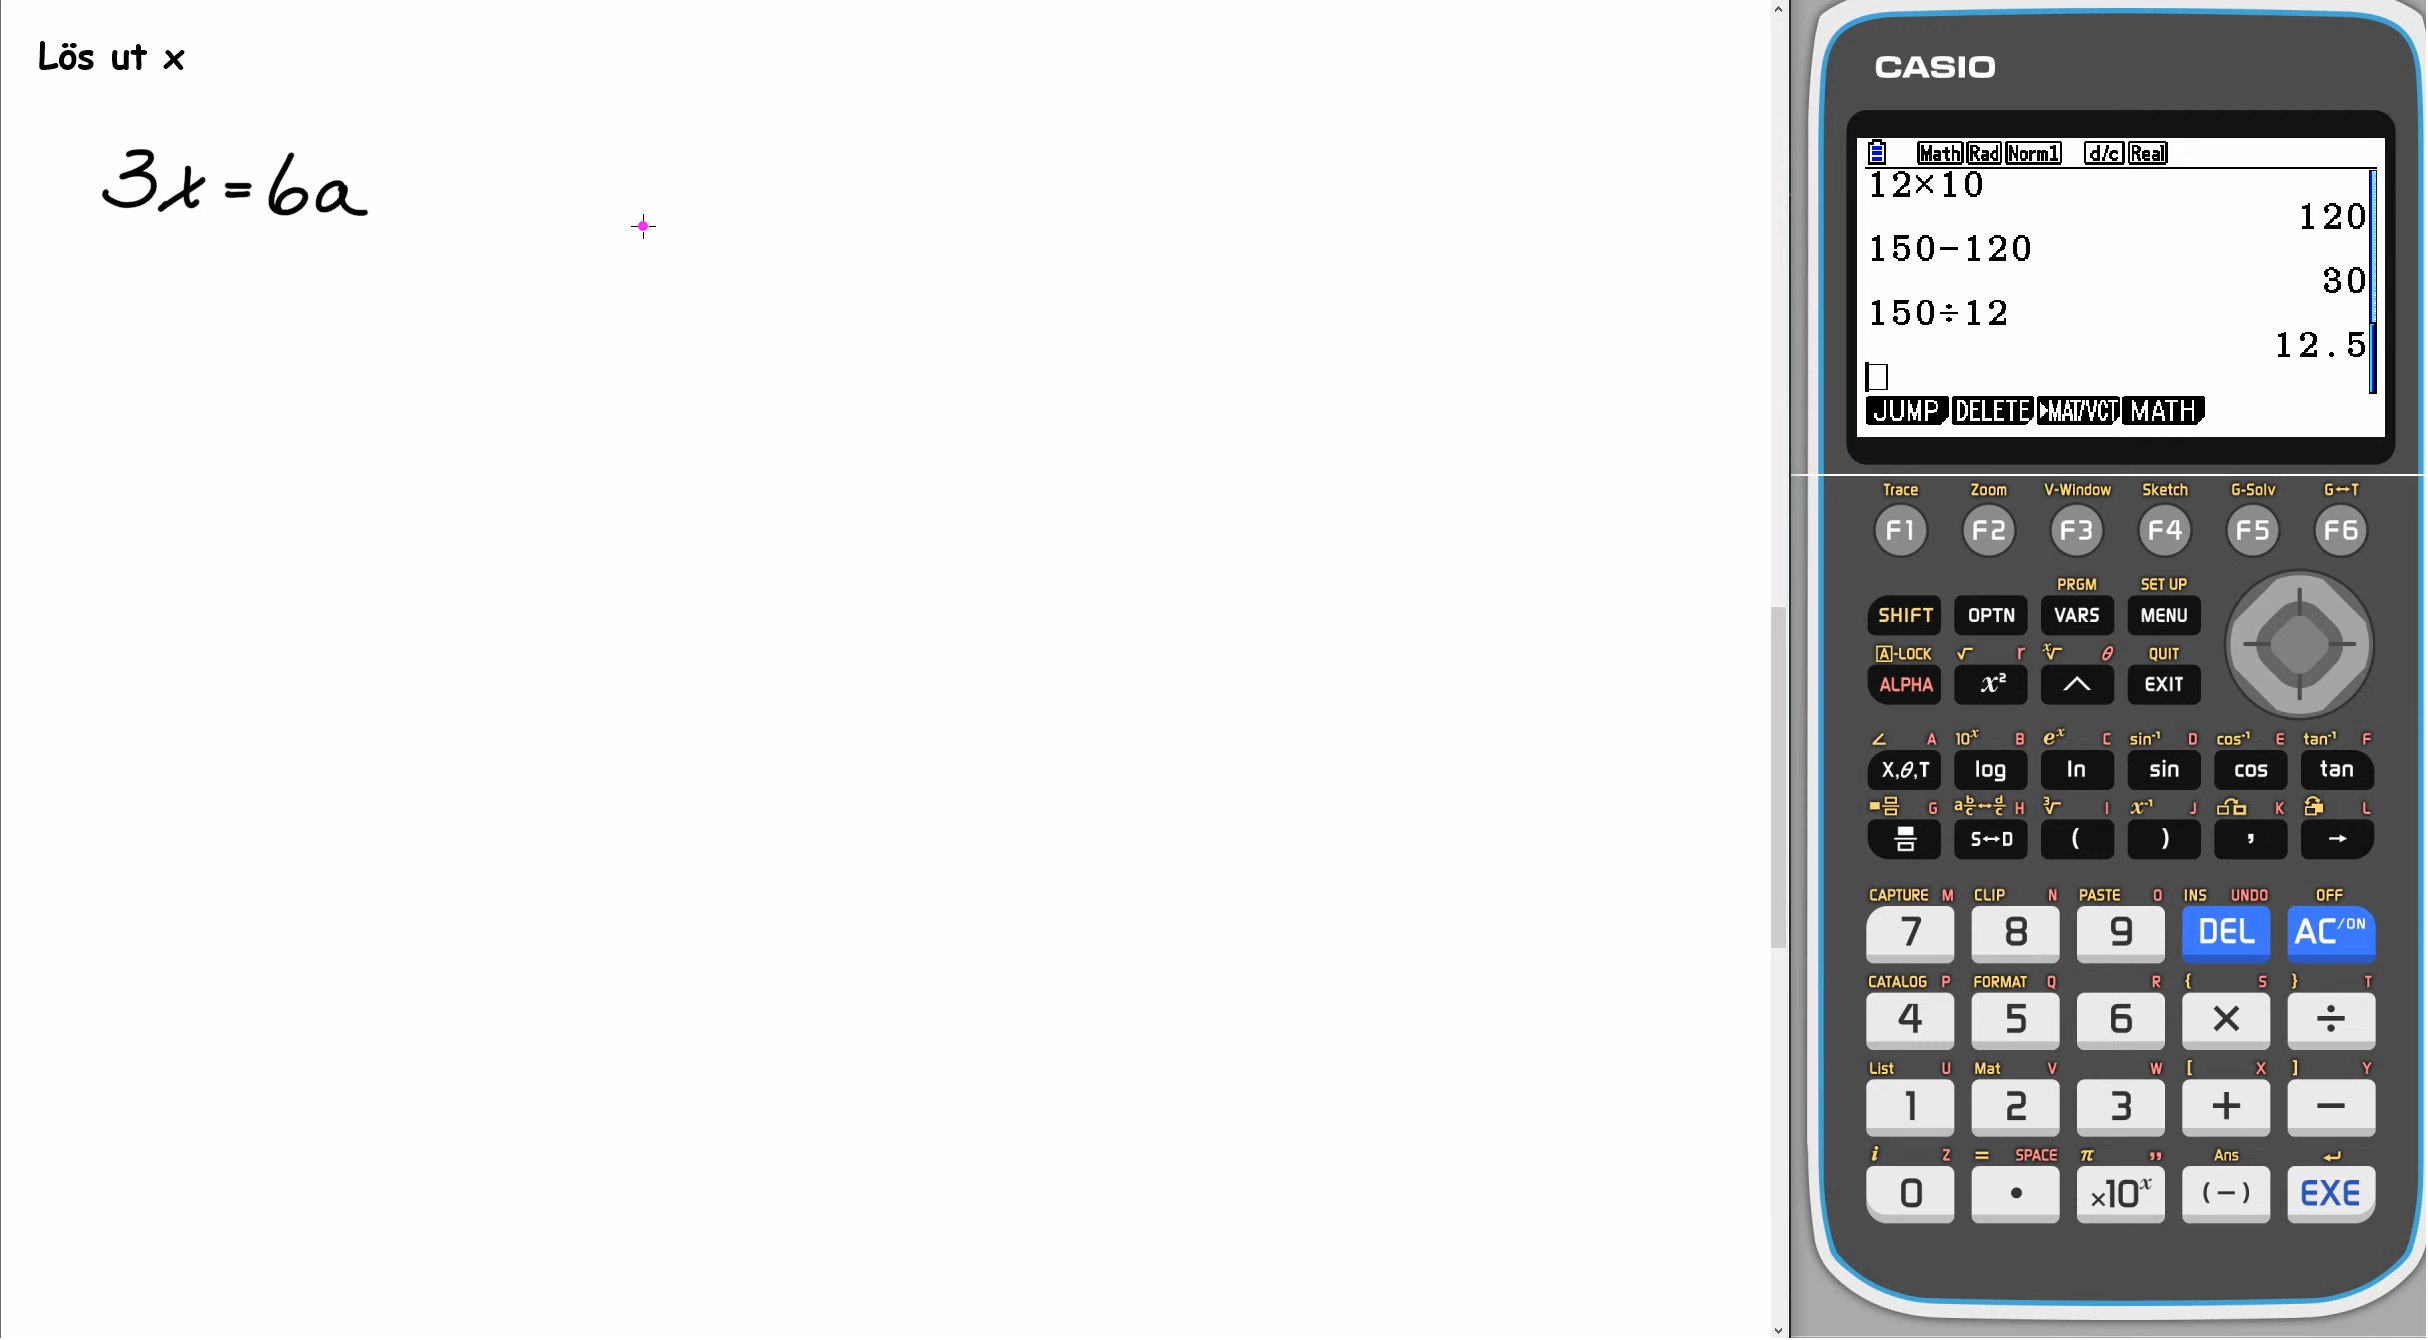 Lös ut x
3x = 6a
CASIO
Math Rad Norm1 d/c Real
12×10
120
150−120
30
150÷12
12.5
JUMP DELETE ▶MAT/VCT MATH
Trace Zoom V-Window Sketch G-Solv G↔T
F1 F2 F3 F4 F5 F6
PRGM SET UP
SHIFT OPTN VARS MENU
A-LOCK √ r ˣ√ θ QUIT
ALPHA x² ^ EXIT
∠ A 10ˣ B eˣ C sin⁻¹ D cos⁻¹ E tan⁻¹ F
X,θ,T log ln sin cos tan
G a b/c↔d/c H ³√ I x⁻¹ J K L
S↔D ( ) , →
CAPTURE M CLIP N PASTE O INS UNDO OFF
7 8 9 DEL AC/ON
CATALOG P FORMAT Q R { S } T
4 5 6 × ÷
List U Mat V W [ X ] Y
1 2 3 + −
i Z = SPACE π " Ans ↵
0 • ×10ˣ (−) EXE